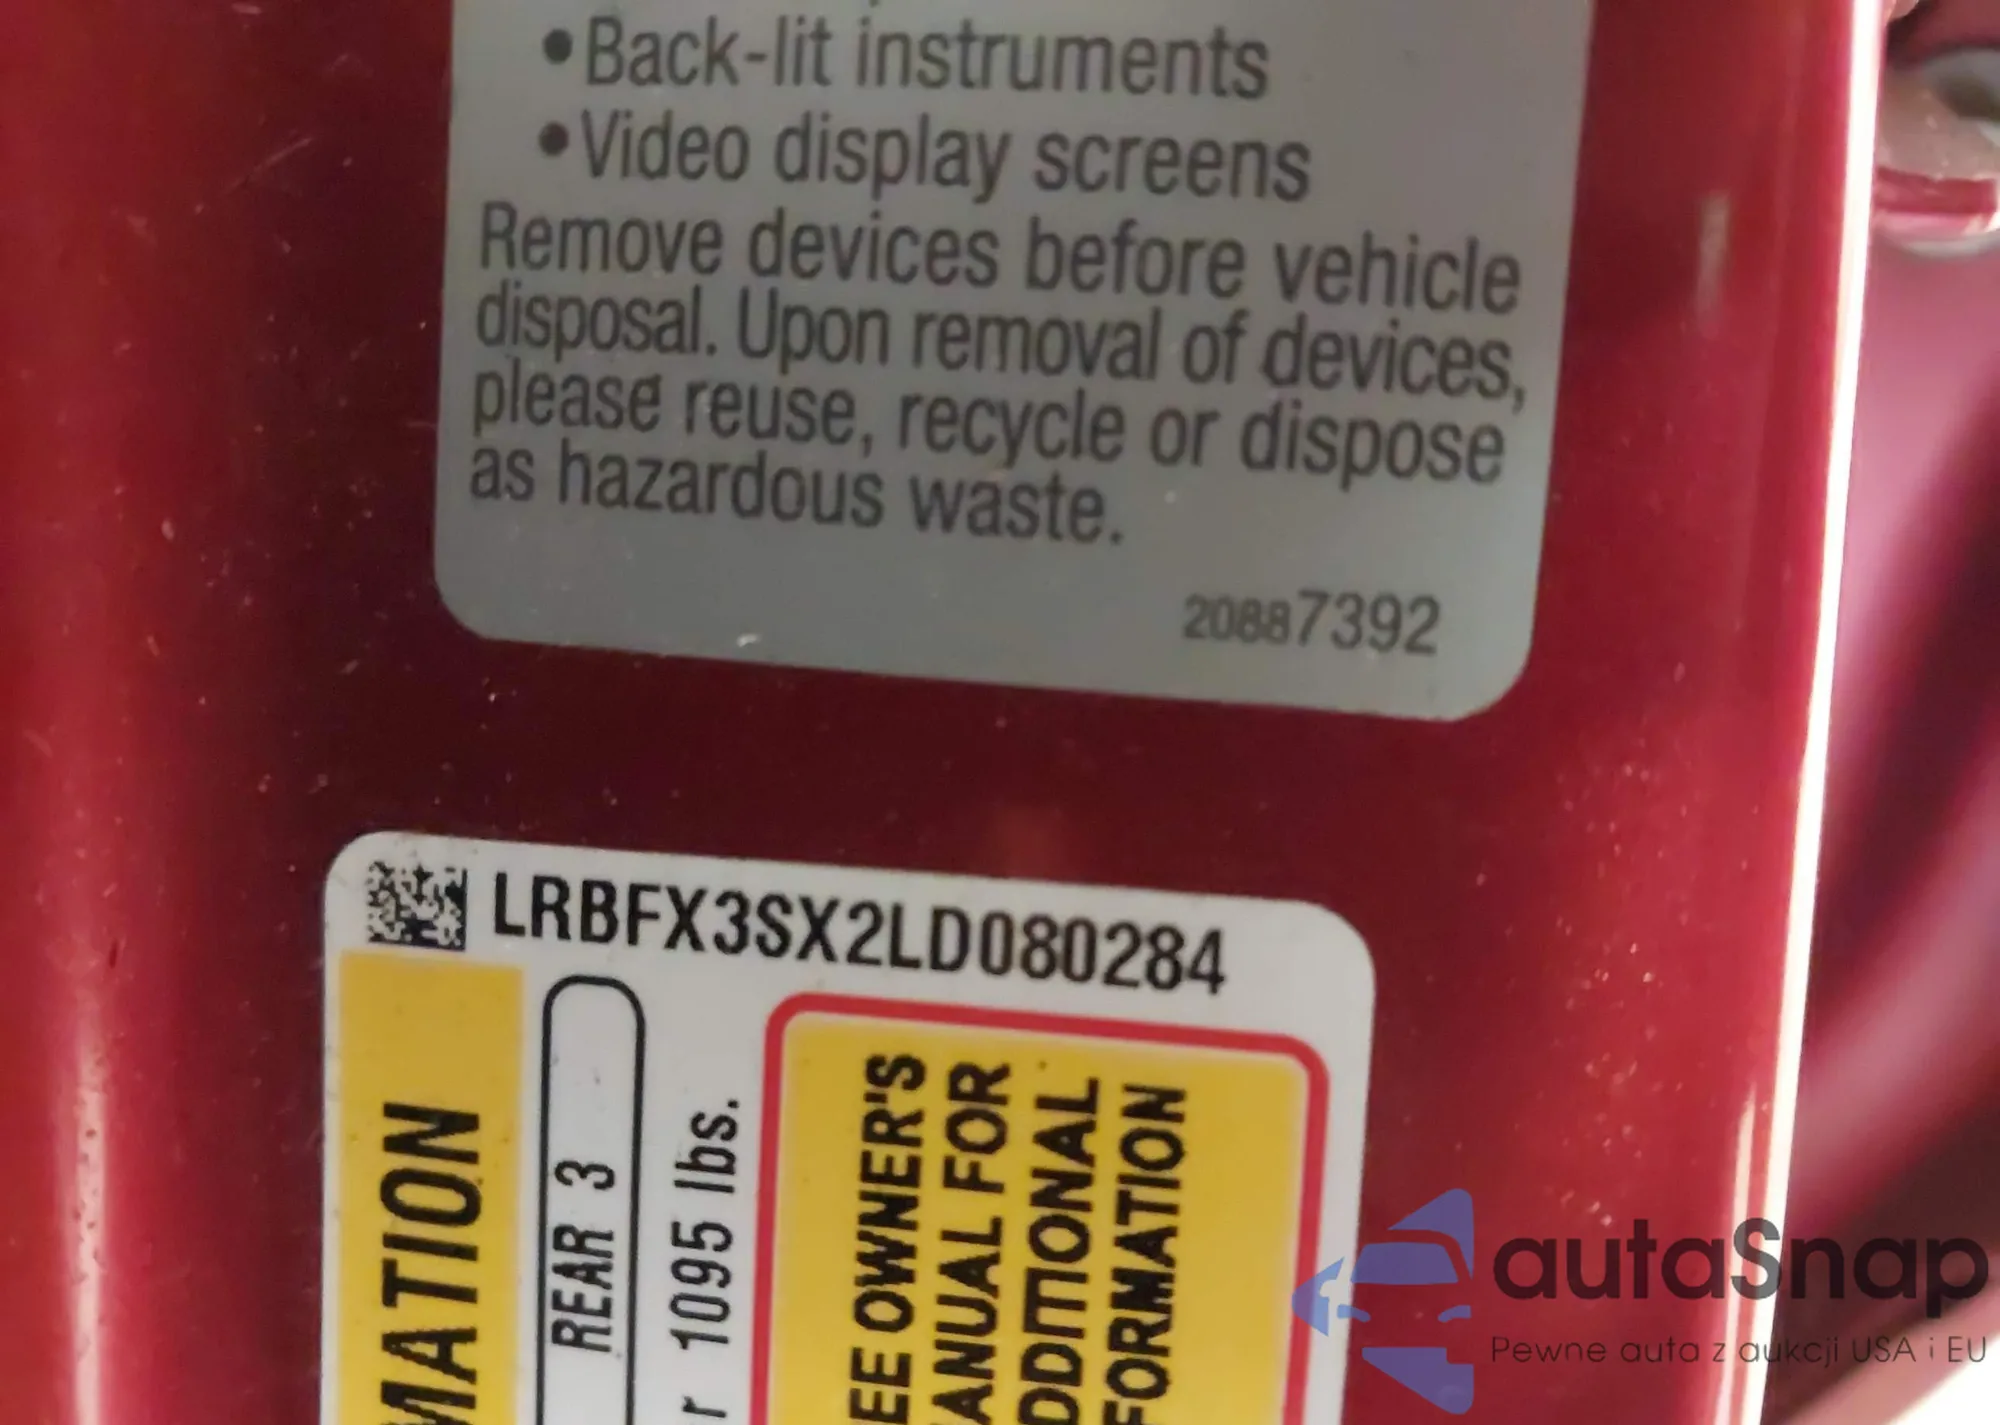 •Back-lit instruments
•Video display screens
Remove devices before vehicle
disposal. Upon removal of devices,
please reuse, recycle or dispose
as hazardous waste.
20887392
LRBFX3SX2LD080284
MATION
REAR 3
r 1095 lbs.
EE OWNER'S
ANUAL FOR
DDITIONAL
FORMATION
autaSnap
Pewne auta z aukcji USA i EU